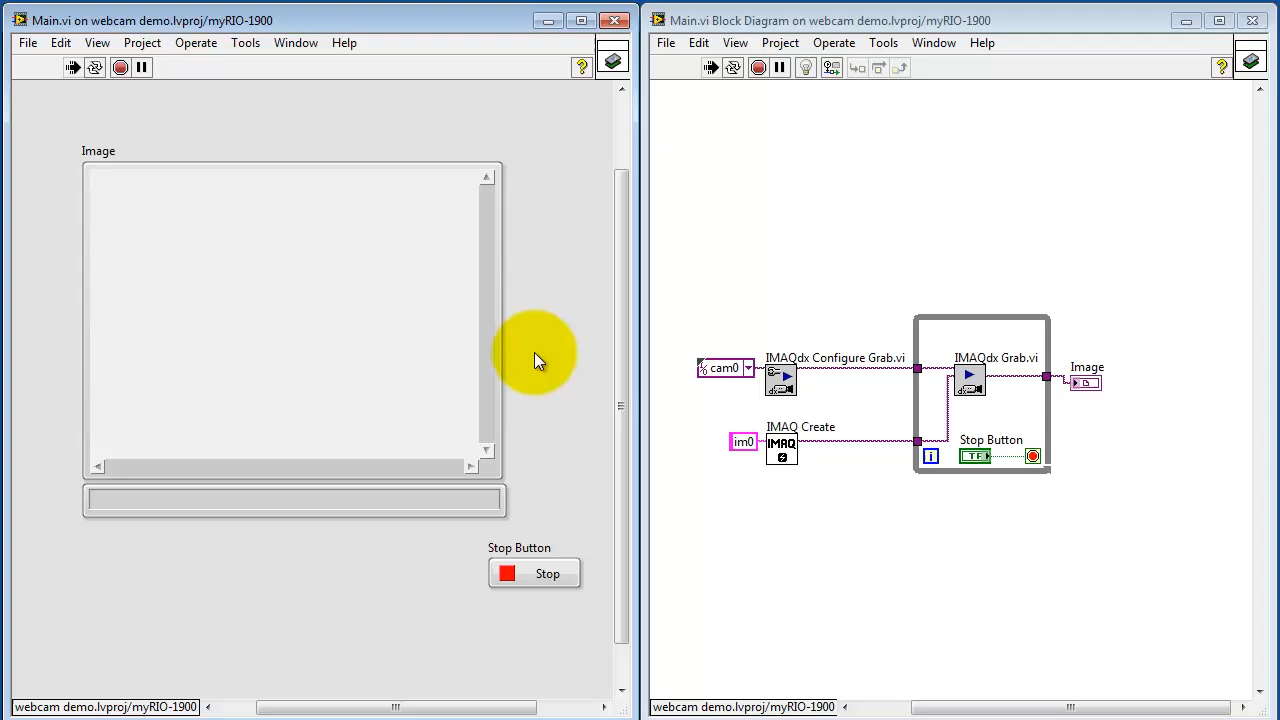 Main.vi on webcam demo.lvproj/myRIO-1900
File Edit View Project Operate Tools Window Help
?
Image
Stop Button
Stop
webcam demo.lvproj/myRIO-1900
Main.vi Block Diagram on webcam demo.lvproj/myRIO-1900
File Edit View Project Operate Tools Window Help
?
IMAQdx Configure Grab.vi
IMAQdx Grab.vi
cam0
Image
dx
dx
IMAQ Create
im0
IMAQ
Stop Button
i
TF
webcam demo.lvproj/myRIO-1900